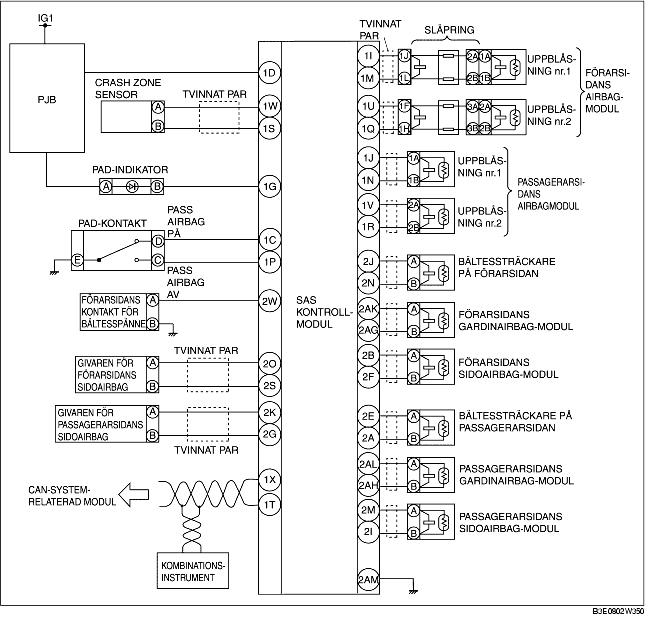 IG1
PJB
CRASH ZONE
SENSOR
A
B
TVINNAT PAR
PAD-INDIKATOR
A
B
PAD-KONTAKT
PASS
AIRBAG
PÅ
E
D
C
PASS
AIRBAG
AV
FÖRARSIDANS
KONTAKT FÖR
BÄLTESSPÄNNE
A
B
TVINNAT PAR
GIVAREN FÖR
FÖRARSIDANS
SIDOAIRBAG
A
B
GIVAREN FÖR
PASSAGERARSIDANS
SIDOAIRBAG
A
B
TVINNAT PAR
CAN-SYSTEM-
RELATERAD MODUL
KOMBINATIONS-
INSTRUMENT
1D
1W
1S
1G
1C
1P
2W
2O
2S
2K
2G
1X
1T
SAS
KONTROLL-
MODUL
TVINNAT
PAR
SLÄPRING
1I 1J 2A 1A
1M 1L 2B 1B
UPPBLÅS-
NING nr.1
1U 1F 3A 2A
1Q 1H 3B 2B
UPPBLÅS-
NING nr.2
FÖRARSI-
DANS
AIRBAG-
MODUL
1J 1A
1N 1B
UPPBLÅS-
NING nr.1
1V 2A
1R 2B
UPPBLÅS-
NING nr.2
PASSAGERARSI-
DANS
AIRBAGMODUL
2J A
2N B
BÄLTESSTRÄCKARE
PÅ FÖRARSIDAN
2AK A
2AG B
FÖRARSIDANS
GARDINAIRBAG-MODUL
2B A
2F B
FÖRARSIDANS
SIDOAIRBAG-MODUL
2E A
2A B
BÄLTESSTRÄCKARE PÅ
PASSAGERARSIDAN
2AL A
2AH B
PASSAGERARSIDANS
GARDINAIRBAG-MODUL
2M A
2I B
PASSAGERARSIDANS
SIDOAIRBAG-MODUL
2AM
B3E0802W350